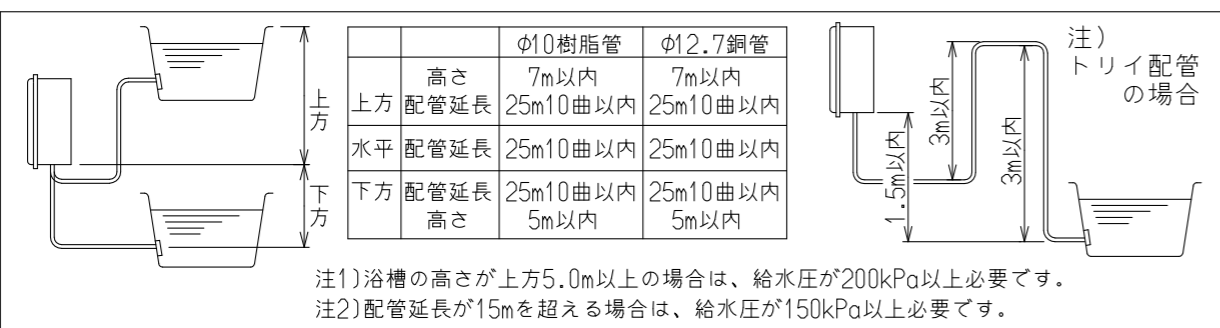 上方
下方
φ10樹脂管 φ12.7銅管
上方 高さ 7m以内 7m以内
配管延長 25m10曲以内 25m10曲以内
水平 配管延長 25m10曲以内 25m10曲以内
下方 配管延長 25m10曲以内 25m10曲以内
高さ 5m以内 5m以内
1.5m以内
3m以内
3m以内
注)
トリイ配管
の場合
注1)浴槽の高さが上方5.0m以上の場合は、給水圧が200kPa以上必要です。
注2)配管延長が15mを超える場合は、給水圧が150kPa以上必要です。